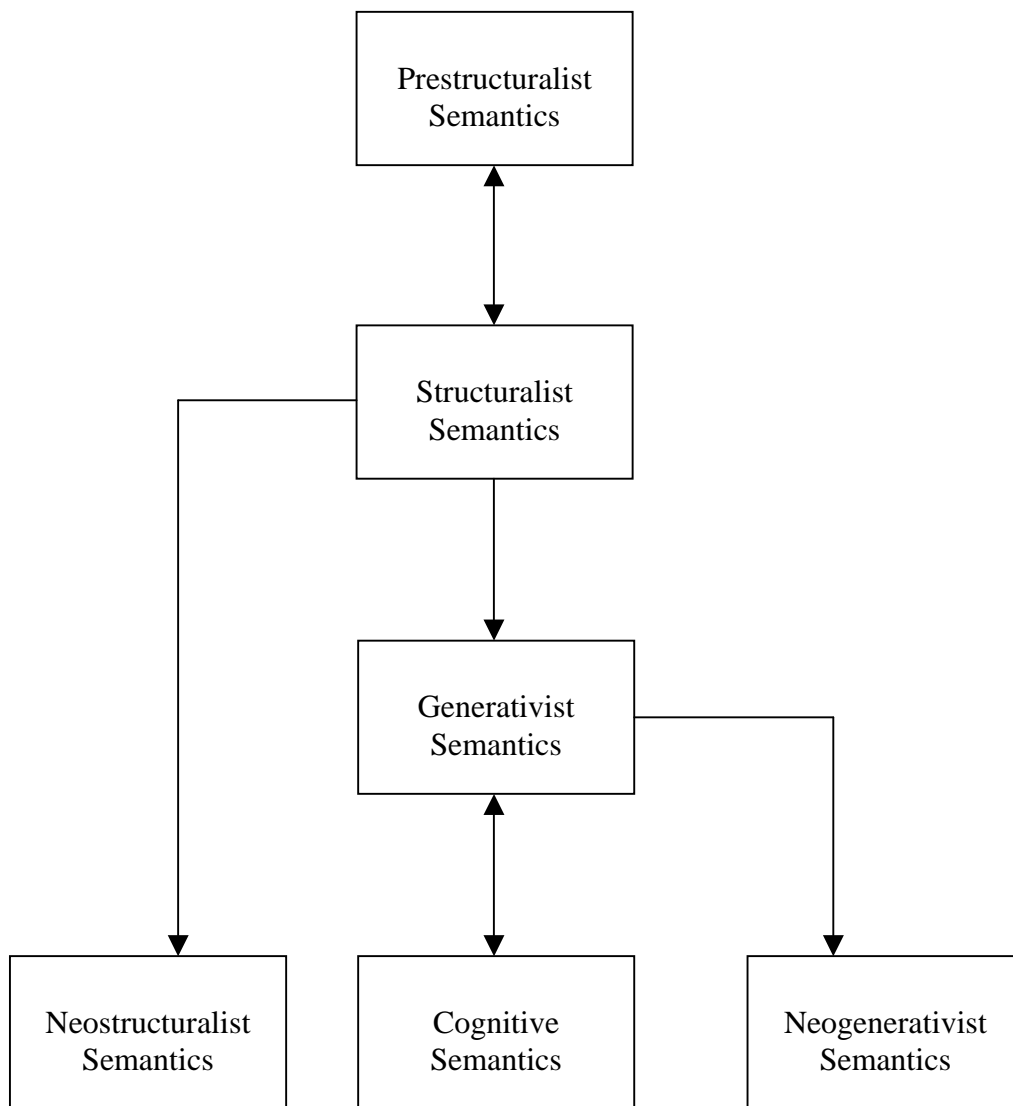 Prestructuralist
Semantics
Structuralist
Semantics
Generativist
Semantics
Neostructuralist
Semantics
Cognitive
Semantics
Neogenerativist
Semantics